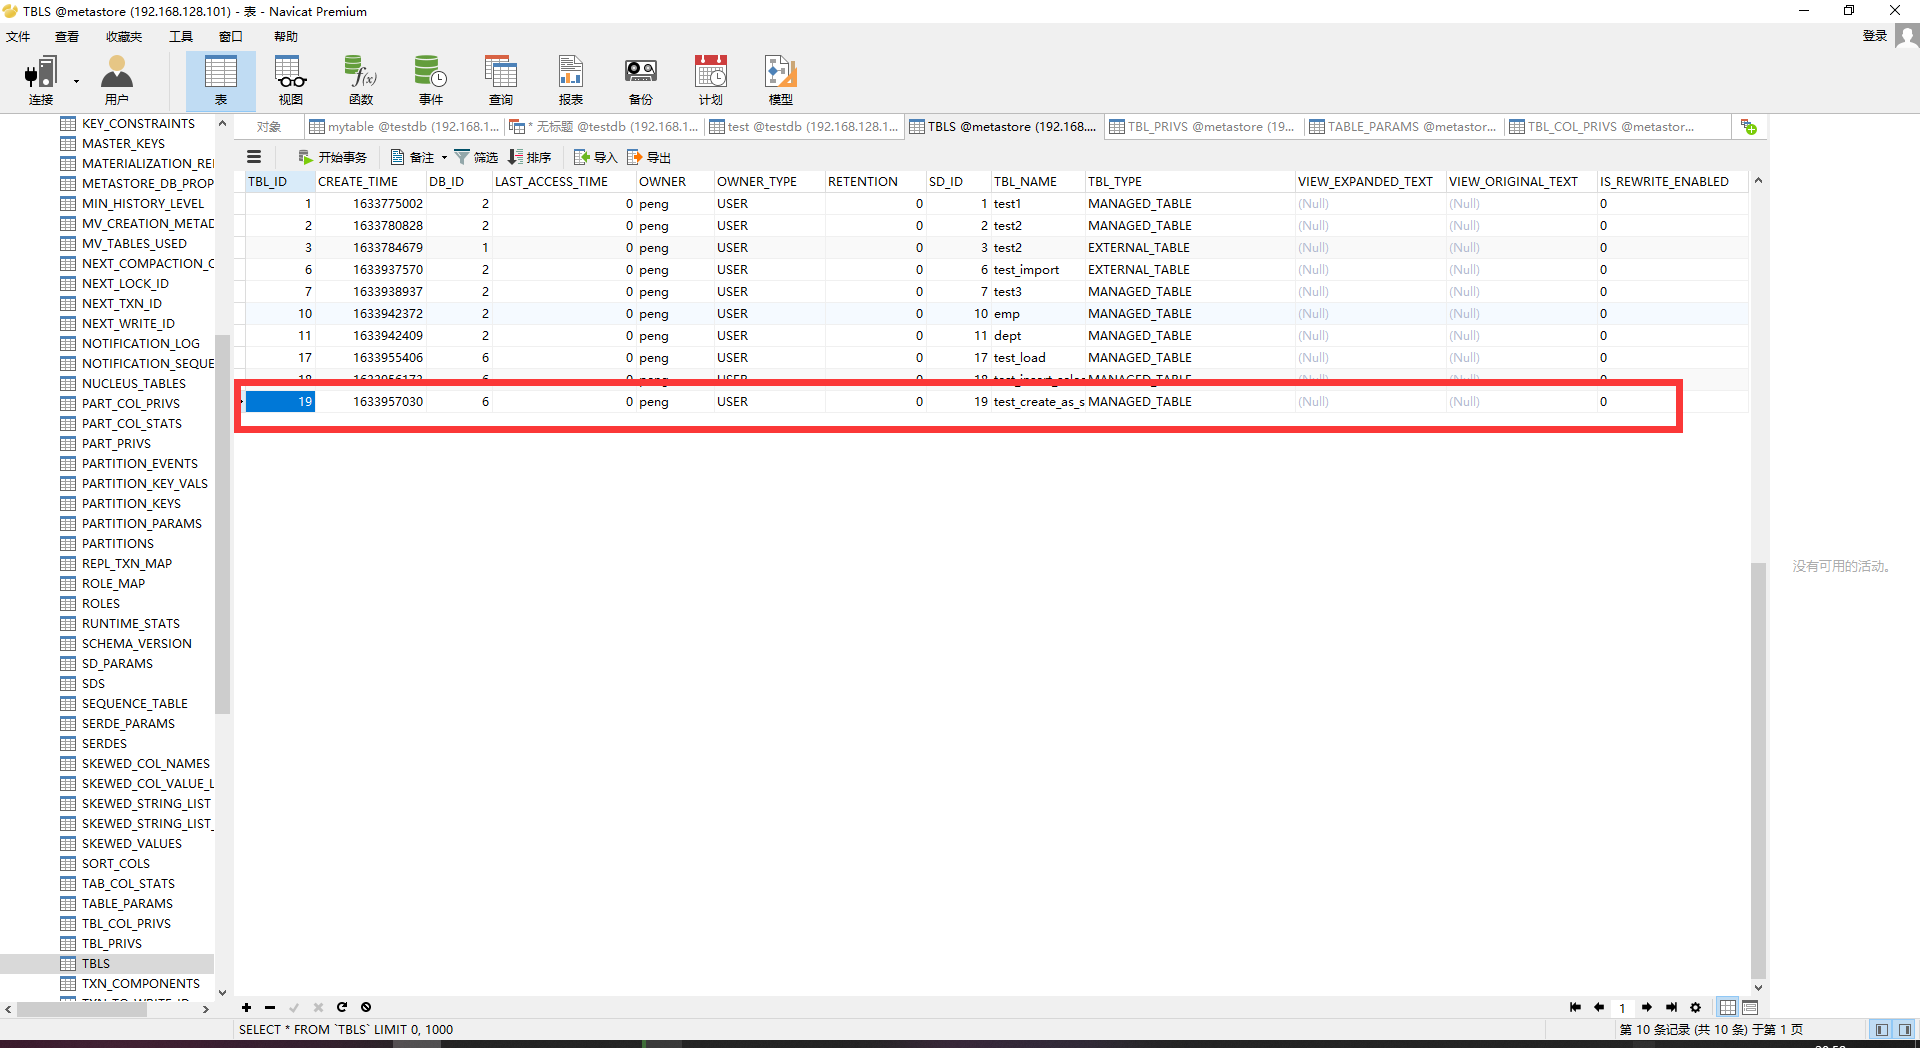 TBLS @metastore (192.168.128.101) - 表 - Navicat Premium
文件 查看 收藏夹 工具 窗口 帮助 登录
连接 用户 表 视图 函数 事件 查询 报表 备份 计划 模型
对象 mytable @testdb (192.168.1... * 无标题 @testdb (192.168.1... test @testdb (192.168.128.1... TBLS @metastore (192.168.... TBL_PRIVS @metastore (19... TABLE_PARAMS @metastor... TBL_COL_PRIVS @metastor...
开始事务 备注 筛选 排序 导入 导出
KEY_CONSTRAINTS
MASTER_KEYS
MATERIALIZATION_REI
METASTORE_DB_PROP
MIN_HISTORY_LEVEL
MV_CREATION_METAD
MV_TABLES_USED
NEXT_COMPACTION_C
NEXT_LOCK_ID
NEXT_TXN_ID
NEXT_WRITE_ID
NOTIFICATION_LOG
NOTIFICATION_SEQUE
NUCLEUS_TABLES
PART_COL_PRIVS
PART_COL_STATS
PART_PRIVS
PARTITION_EVENTS
PARTITION_KEY_VALS
PARTITION_KEYS
PARTITION_PARAMS
PARTITIONS
REPL_TXN_MAP
ROLE_MAP
ROLES
RUNTIME_STATS
SCHEMA_VERSION
SD_PARAMS
SDS
SEQUENCE_TABLE
SERDE_PARAMS
SERDES
SKEWED_COL_NAMES
SKEWED_COL_VALUE_L
SKEWED_STRING_LIST
SKEWED_STRING_LIST_
SKEWED_VALUES
SORT_COLS
TAB_COL_STATS
TABLE_PARAMS
TBL_COL_PRIVS
TBL_PRIVS
TBLS
TXN_COMPONENTS
TBL_ID CREATE_TIME DB_ID LAST_ACCESS_TIME OWNER OWNER_TYPE RETENTION SD_ID TBL_NAME TBL_TYPE VIEW_EXPANDED_TEXT VIEW_ORIGINAL_TEXT IS_REWRITE_ENABLED
1 1633775002 2 0 peng USER 0 1 test1 MANAGED_TABLE (Null) (Null) 0
2 1633780828 2 0 peng USER 0 2 test2 MANAGED_TABLE (Null) (Null) 0
3 1633784679 1 0 peng USER 0 3 test2 EXTERNAL_TABLE (Null) (Null) 0
6 1633937570 2 0 peng USER 0 6 test_import EXTERNAL_TABLE (Null) (Null) 0
7 1633938937 2 0 peng USER 0 7 test3 MANAGED_TABLE (Null) (Null) 0
10 1633942372 2 0 peng USER 0 10 emp MANAGED_TABLE (Null) (Null) 0
11 1633942409 2 0 peng USER 0 11 dept MANAGED_TABLE (Null) (Null) 0
17 1633955406 6 0 peng USER 0 17 test_load MANAGED_TABLE (Null) (Null) 0
19 1633957030 6 0 peng USER 0 19 test_create_as_s MANAGED_TABLE (Null) (Null) 0
没有可用的活动。
1
SELECT * FROM `TBLS` LIMIT 0, 1000
第 10 条记录 (共 10 条) 于第 1 页